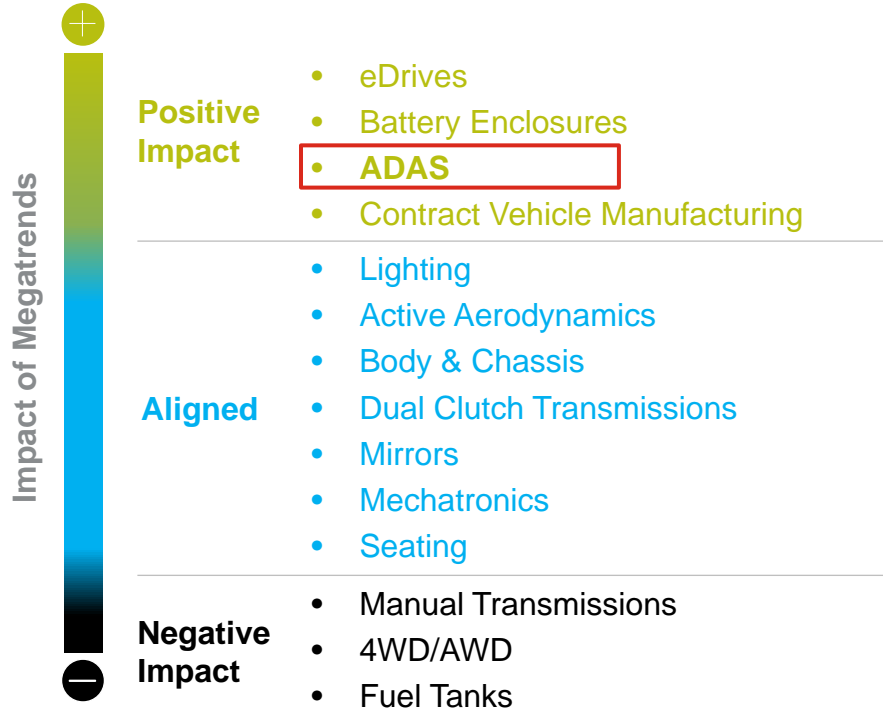 Impact of Megatrends
Positive
Impact
• eDrives
• Battery Enclosures
• ADAS
• Contract Vehicle Manufacturing
Aligned
• Lighting
• Active Aerodynamics
• Body & Chassis
• Dual Clutch Transmissions
• Mirrors
• Mechatronics
• Seating
Negative
Impact
• Manual Transmissions
• 4WD/AWD
• Fuel Tanks